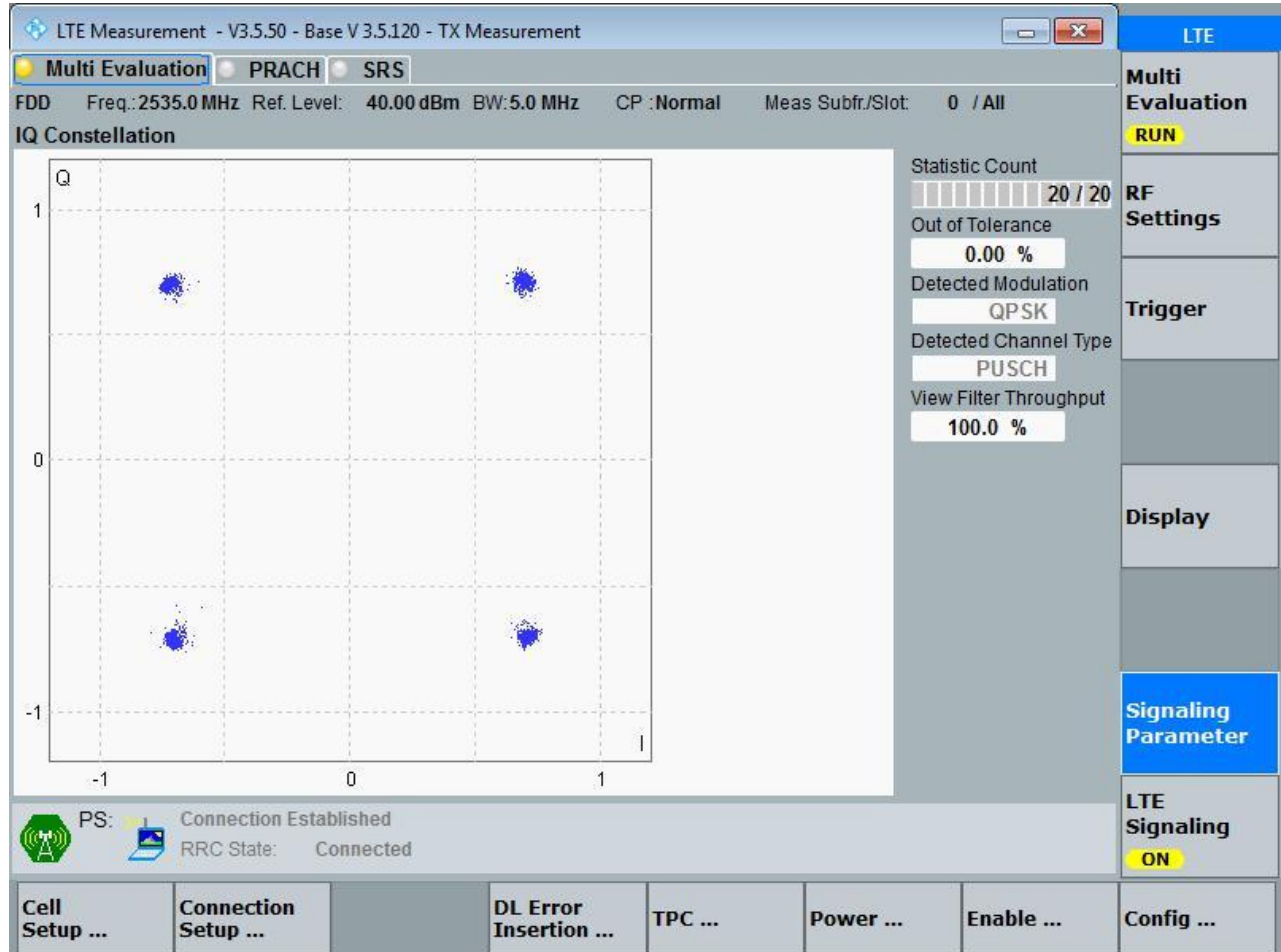 LTE Measurement - V3.5.50 - Base V 3.5.120 - TX Measurement
LTE
Multi Evaluation PRACH SRS
FDD Freq.: 2535.0 MHz Ref. Level: 40.00 dBm BW: 5.0 MHz CP : Normal Meas Subfr./Slot: 0 / All
IQ Constellation
Q
1
0
-1
I
-1 0 1
Statistic Count
20 / 20
Out of Tolerance
0.00 %
Detected Modulation
QPSK
Detected Channel Type
PUSCH
View Filter Throughput
100.0 %
Multi
Evaluation
RUN
RF
Settings
Trigger
Display
Signaling
Parameter
LTE
Signaling
ON
PS: Connection Established
RRC State: Connected
Cell
Setup ...
Connection
Setup ...
DL Error
Insertion ...
TPC ...
Power ...
Enable ...
Config ...